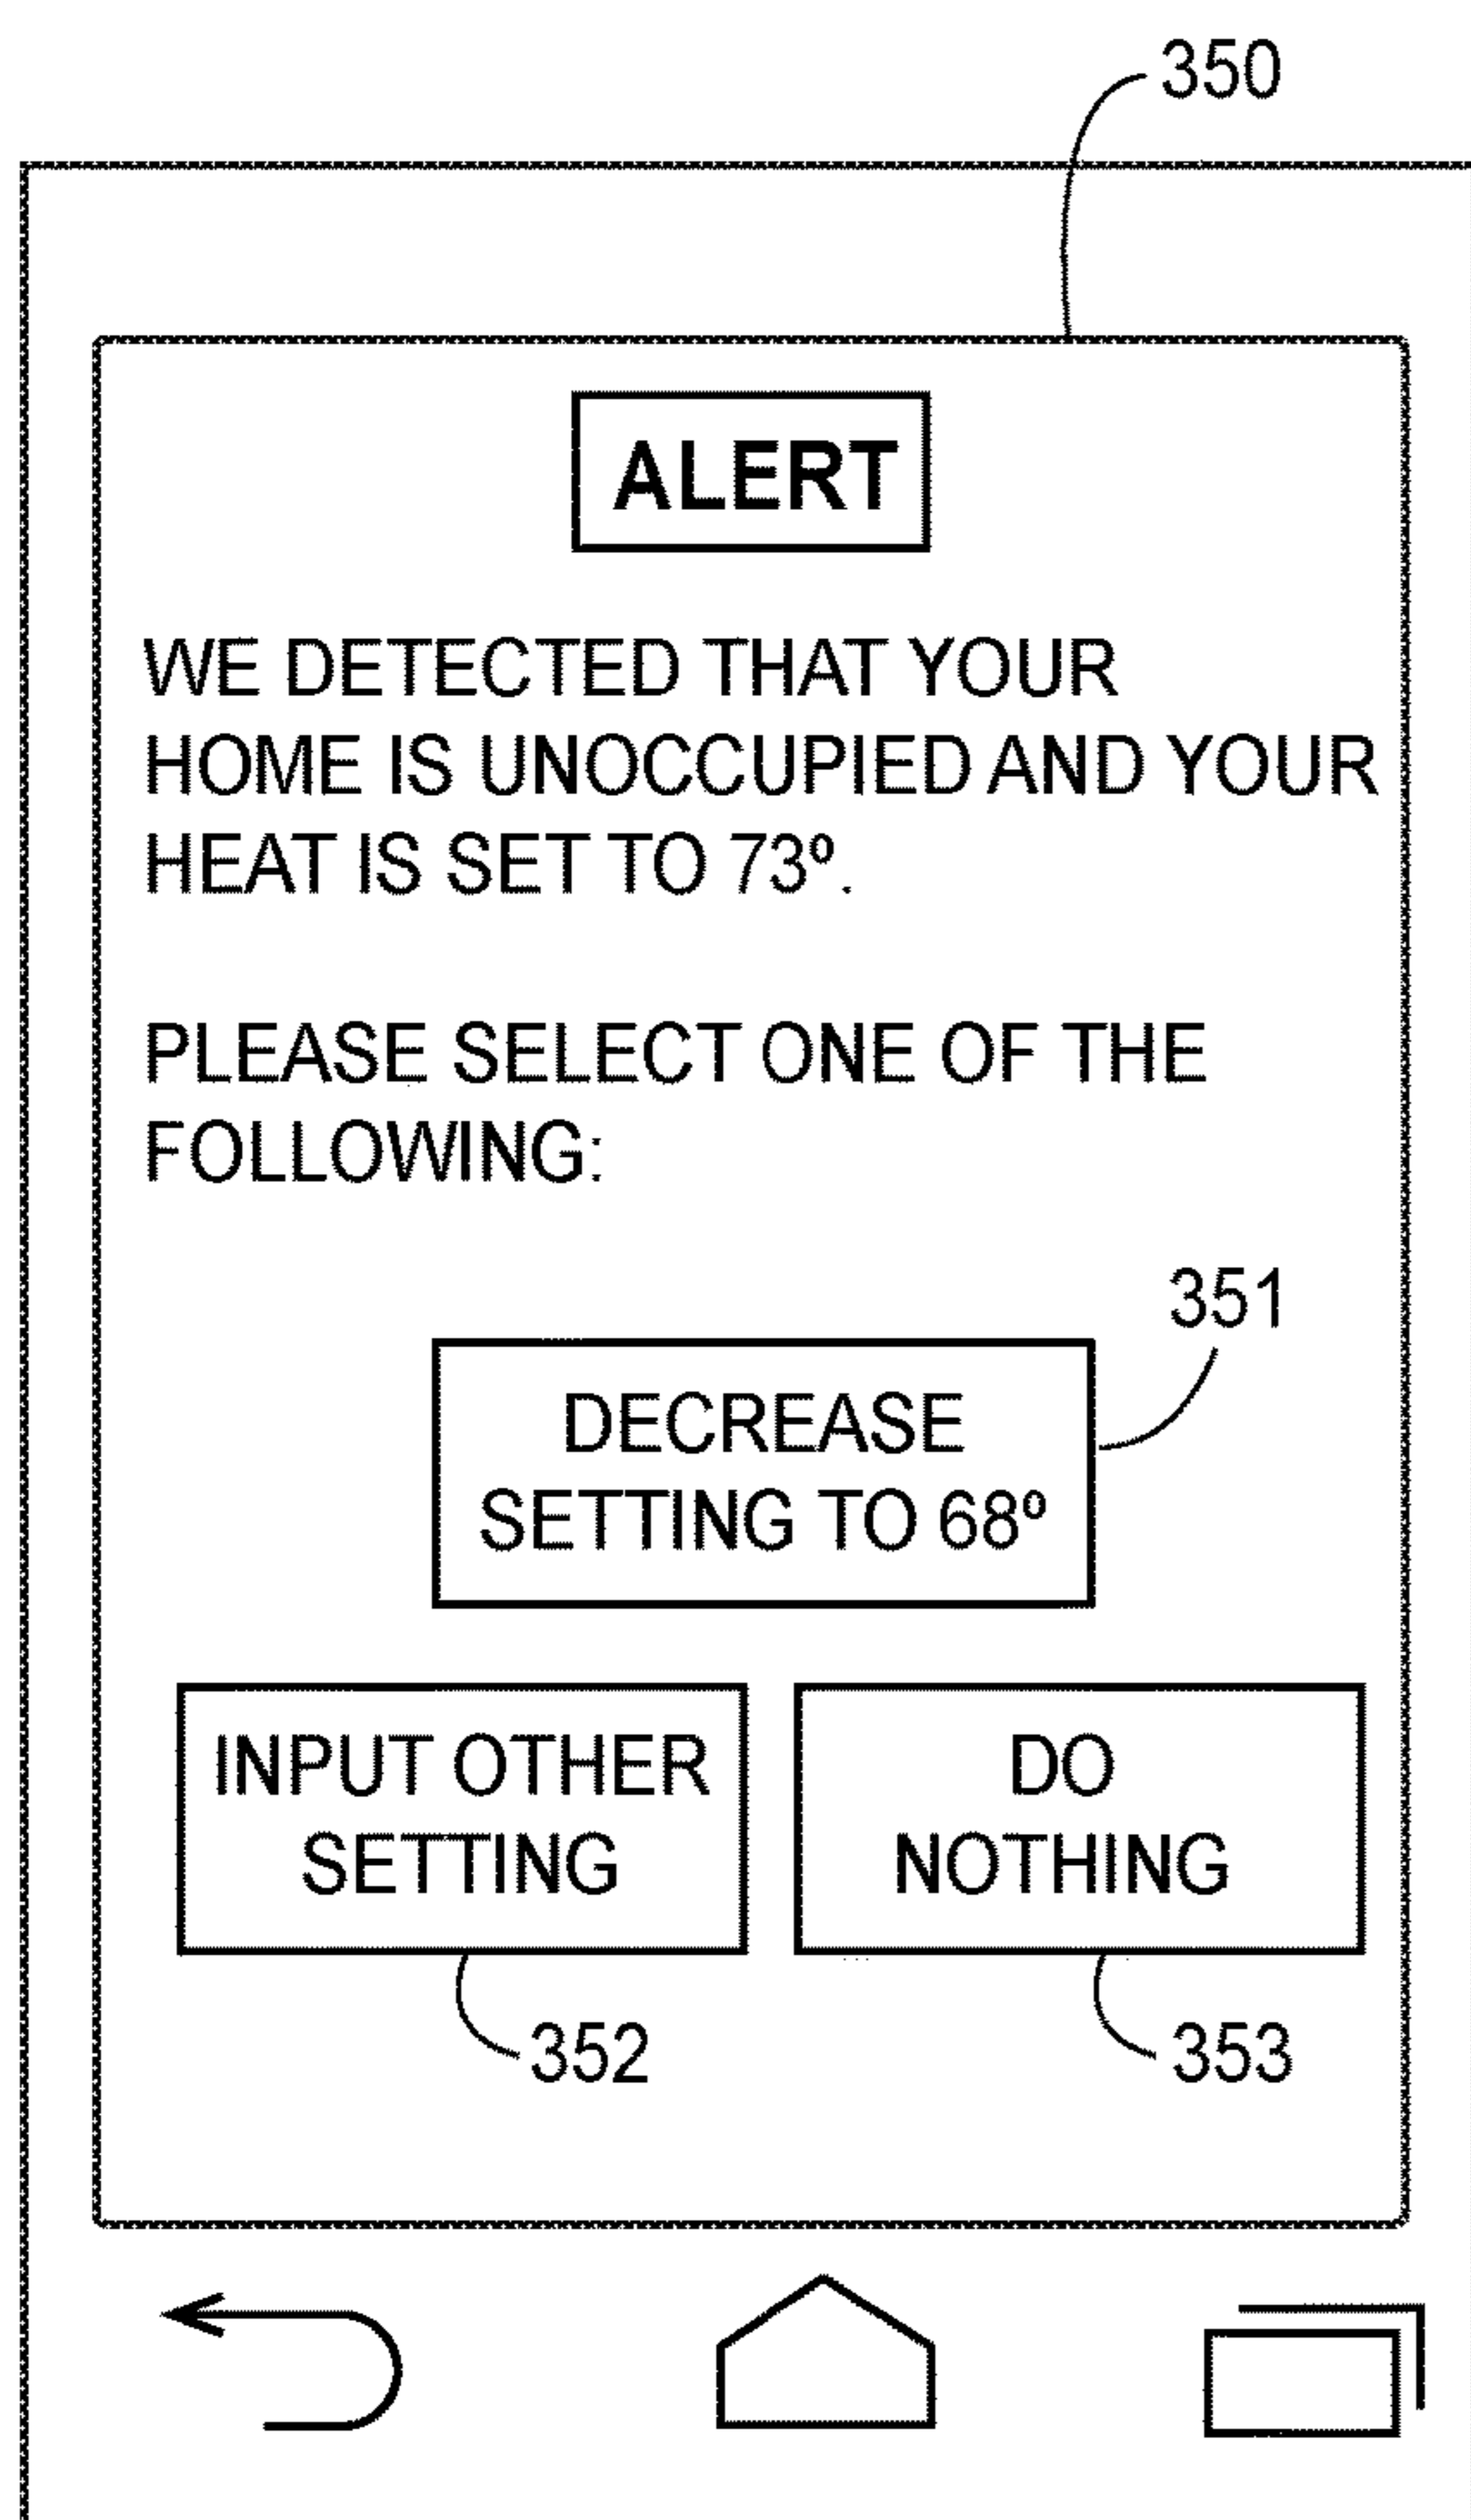 350
ALERT
WE DETECTED THAT YOUR
HOME IS UNOCCUPIED AND YOUR
HEAT IS SET TO 73º.
PLEASE SELECT ONE OF THE
FOLLOWING:
351
DECREASE
SETTING TO 68º
INPUT OTHER
SETTING
DO
NOTHING
352
353